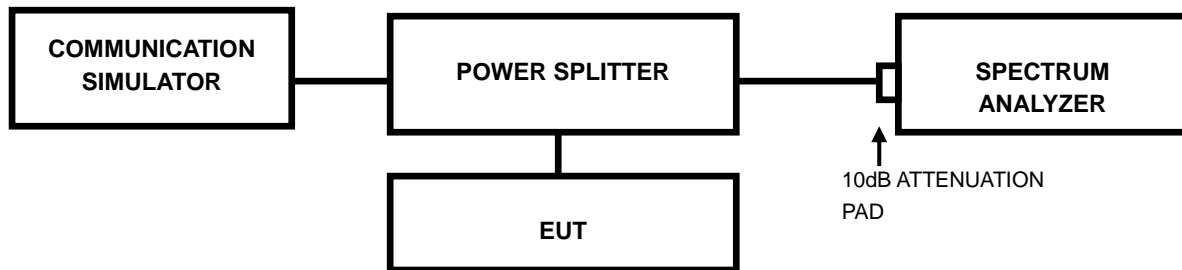 COMMUNICATION
SIMULATOR
POWER SPLITTER
SPECTRUM
ANALYZER
10dB ATTENUATION
PAD
EUT